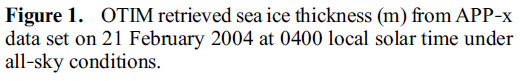 Figure 1. OTIM retrieved sea ice thickness (m) from APP-x
data set on 21 February 2004 at 0400 local solar time under
all-sky conditions.